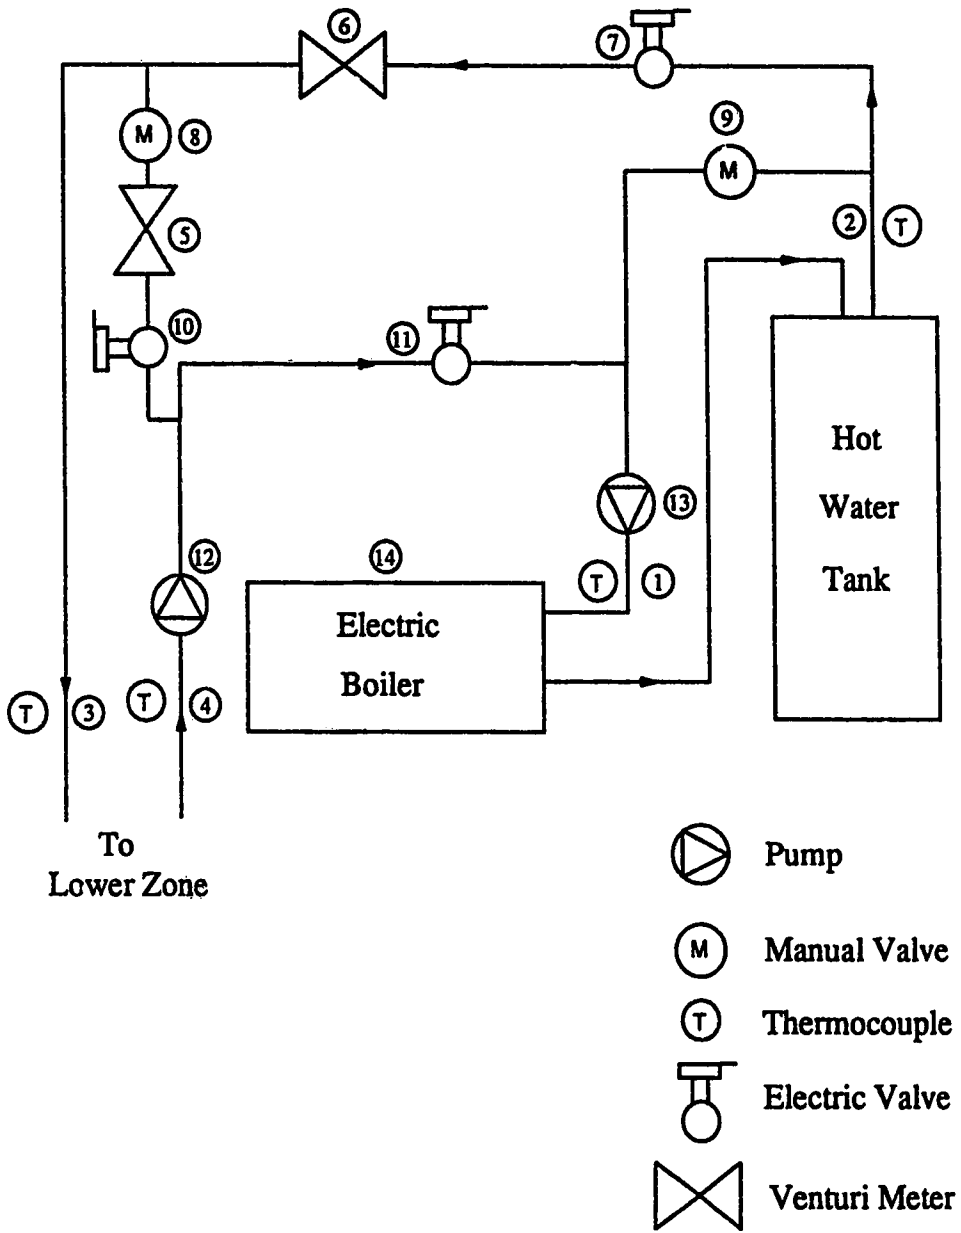 6
7
9
M
8
M
2
T
5
10
11
Hot
Water
Tank
13
12
14
T
1
Electric
Boiler
T
3
T
4
To
Lower Zone
Pump
M
Manual Valve
T
Thermocouple
Electric Valve
Venturi Meter